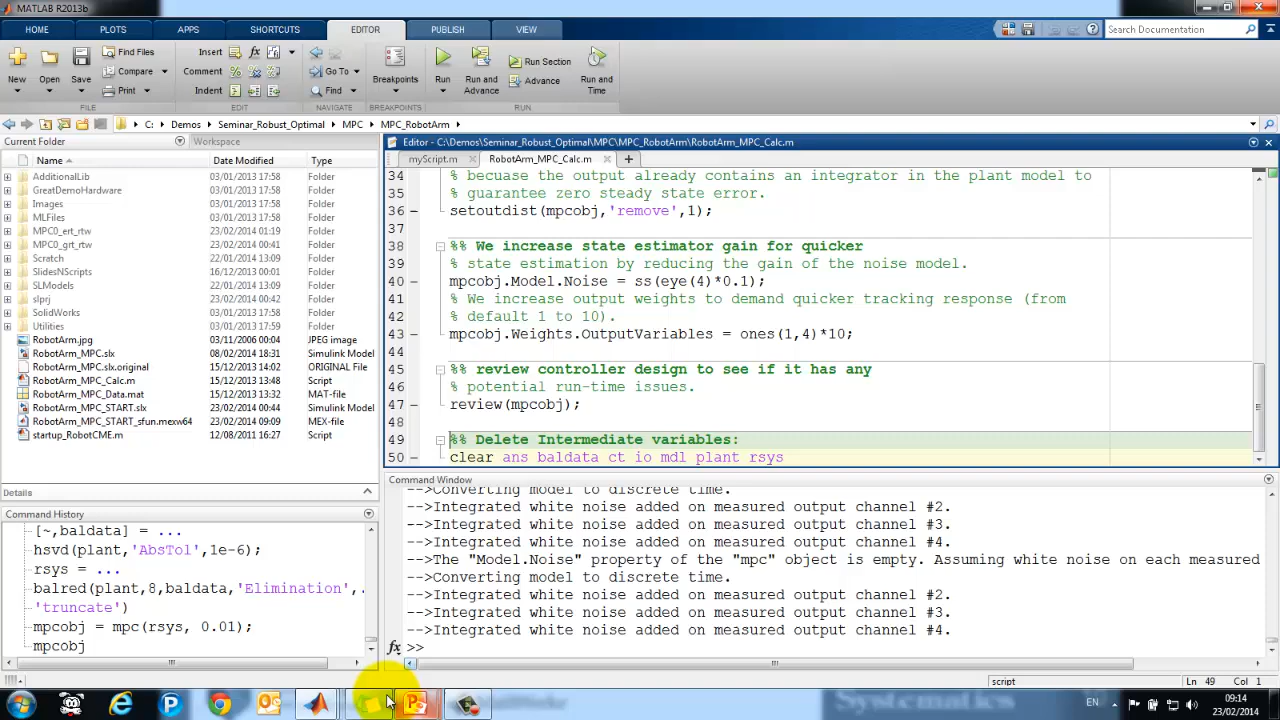 MATLAB R2013b
HOME
PLOTS
APPS
SHORTCUTS
EDITOR
PUBLISH
VIEW
Search Documentation
New
Open
Save
Find Files
Compare
Print
FILE
Insert
fx
Comment
Indent
EDIT
Go To
Find
NAVIGATE
Breakpoints
BREAKPOINTS
Run
Run and
Advance
Run Section
Advance
Run and
Time
RUN
C: Demos Seminar_Robust_Optimal MPC MPC_RobotArm
Current Folder
Workspace
Name
Date Modified
Type
AdditionalLib 03/01/2013 17:58 Folder
GreatDemoHardware 03/01/2013 17:58 Folder
Images 03/01/2013 17:58 Folder
MLFiles 03/01/2013 17:58 Folder
MPC0_ert_rtw 23/02/2014 01:19 Folder
MPC0_grt_rtw 23/02/2014 00:44 Folder
Scratch 22/01/2014 13:09 Folder
SlidesNScripts 16/12/2013 00:01 Folder
SLModels 22/01/2014 13:09 Folder
slprj 23/02/2014 00:42 Folder
SolidWorks 03/01/2013 17:58 Folder
Utilities 03/01/2013 17:59 Folder
RobotArm.jpg 03/11/2006 00:04 JPEG image
RobotArm_MPC.slx 08/02/2014 18:31 Simulink Model
RobotArm_MPC.slx.original 15/12/2013 13:01 ORIGINAL File
RobotArm_MPC_Calc.m 15/12/2013 13:48 Script
RobotArm_MPC_Data.mat 15/12/2013 13:32 MAT-file
RobotArm_MPC_START.slx 23/02/2014 00:44 Simulink Model
RobotArm_MPC_START_sfun.mexw64 23/02/2014 09:09 MEX-file
startup_RobotCME.m 12/08/2011 16:27 Script
Details
Command History
[~,baldata] = ...
hsvd(plant,'AbsTol',1e-6);
rsys = ...
balred(plant,8,baldata,'Elimination',.
'truncate')
mpcobj = mpc(rsys, 0.01);
mpcobj
Editor - C:\Demos\Seminar_Robust_Optimal\MPC\MPC_RobotArm\RobotArm_MPC_Calc.m
myScript.m
RobotArm_MPC_Calc.m
34 % becuase the output already contains an integrator in the plant model to
35 % guarantee zero steady state error.
36 setoutdist(mpcobj,'remove',1);
37
38 %% We increase state estimator gain for quicker
39 % state estimation by reducing the gain of the noise model.
40 mpcobj.Model.Noise = ss(eye(4)*0.1);
41 % We increase output weights to demand quicker tracking response (from
42 % default 1 to 10).
43 mpcobj.Weights.OutputVariables = ones(1,4)*10;
44
45 %% review controller design to see if it has any
46 % potential run-time issues.
47 review(mpcobj);
48
49 %% Delete Intermediate variables:
50 clear ans baldata ct io mdl plant rsys
Command Window
-->Converting model to discrete time.
-->Integrated white noise added on measured output channel #2.
-->Integrated white noise added on measured output channel #3.
-->Integrated white noise added on measured output channel #4.
-->The "Model.Noise" property of the "mpc" object is empty. Assuming white noise on each measured
-->Converting model to discrete time.
-->Integrated white noise added on measured output channel #2.
-->Integrated white noise added on measured output channel #3.
-->Integrated white noise added on measured output channel #4.
fx >>
script
Ln 49 Col 1
EN
09:14
23/02/2014